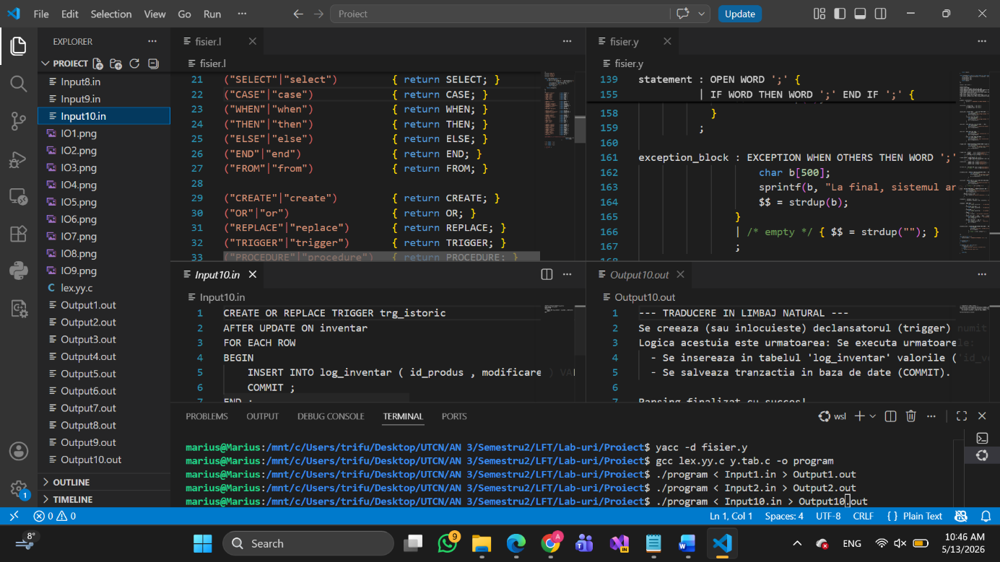 File Edit Selection View Go Run ··· Proiect Update
EXPLORER ···
PROIECT
Input8.in
Input9.in
Input10.in
IO1.png
IO2.png
IO3.png
IO4.png
IO5.png
IO6.png
IO7.png
IO8.png
IO9.png
C lex.yy.c
Output1.out
Output2.out
Output3.out
Output4.out
Output5.out
Output6.out
Output7.out
Output8.out
Output9.out
Output10.out
OUTLINE
TIMELINE
fisier.l
fisier.l
21 ("SELECT"|"select") { return SELECT; }
22 ("CASE"|"case") { return CASE; }
23 ("WHEN"|"when") { return WHEN; }
24 ("THEN"|"then") { return THEN; }
25 ("ELSE"|"else") { return ELSE; }
26 ("END"|"end") { return END; }
27 ("FROM"|"from") { return FROM; }
28
29 ("CREATE"|"create") { return CREATE; }
30 ("OR"|"or") { return OR; }
31 ("REPLACE"|"replace") { return REPLACE; }
32 ("TRIGGER"|"trigger") { return TRIGGER; }
33 ("PROCEDURE"|"procedure") { return PROCEDURE; }
fisier.y
fisier.y
139 statement : OPEN WORD ';' {
155 | IF WORD THEN WORD ';' END IF ';' {
158 }
159 ;
160
161 exception_block : EXCEPTION WHEN OTHERS THEN WORD ';'
162 char b[500];
163 sprintf(b, "La final, sistemul ar
164 $$ = strdup(b);
165 }
166 | /* empty */ { $$ = strdup(""); }
167 ;
168
Input10.in
Input10.in
1 CREATE OR REPLACE TRIGGER trg_istoric
2 AFTER UPDATE ON inventar
3 FOR EACH ROW
4 BEGIN
5 INSERT INTO log_inventar ( id_produs , modificare ) VAL
6 COMMIT ;
7 END ;
Output10.out
Output10.out
1 --- TRADUCERE IN LIMBAJ NATURAL ---
2 Se creeaza (sau inlocuieste) declansatorul (trigger) numit
3 Logica acestuia este urmatoarea: Se executa urmatoarele:
4 - Se insereaza in tabelul 'log_inventar' valorile ('id_ve
5 - Se salveaza tranzactia in baza de date (COMMIT).
6
7 Parsing finalizat cu succes!
PROBLEMS OUTPUT DEBUG CONSOLE TERMINAL PORTS wsl
marius@Marius:/mnt/c/Users/trifu/Desktop/UTCN/AN 3/Semestru2/LFT/Lab-uri/Proiect$ yacc -d fisier.y
marius@Marius:/mnt/c/Users/trifu/Desktop/UTCN/AN 3/Semestru2/LFT/Lab-uri/Proiect$ gcc lex.yy.c y.tab.c -o program
marius@Marius:/mnt/c/Users/trifu/Desktop/UTCN/AN 3/Semestru2/LFT/Lab-uri/Proiect$ ./program < Input1.in > Output1.out
marius@Marius:/mnt/c/Users/trifu/Desktop/UTCN/AN 3/Semestru2/LFT/Lab-uri/Proiect$ ./program < Input2.in > Output2.out
marius@Marius:/mnt/c/Users/trifu/Desktop/UTCN/AN 3/Semestru2/LFT/Lab-uri/Proiect$ ./program < Input10.in > Output10.out
1
0 0 Ln 1, Col 1 Spaces: 4 UTF-8 CRLF { } Plain Text
8° Search 9 A ENG 10:46 AM
5/13/2026